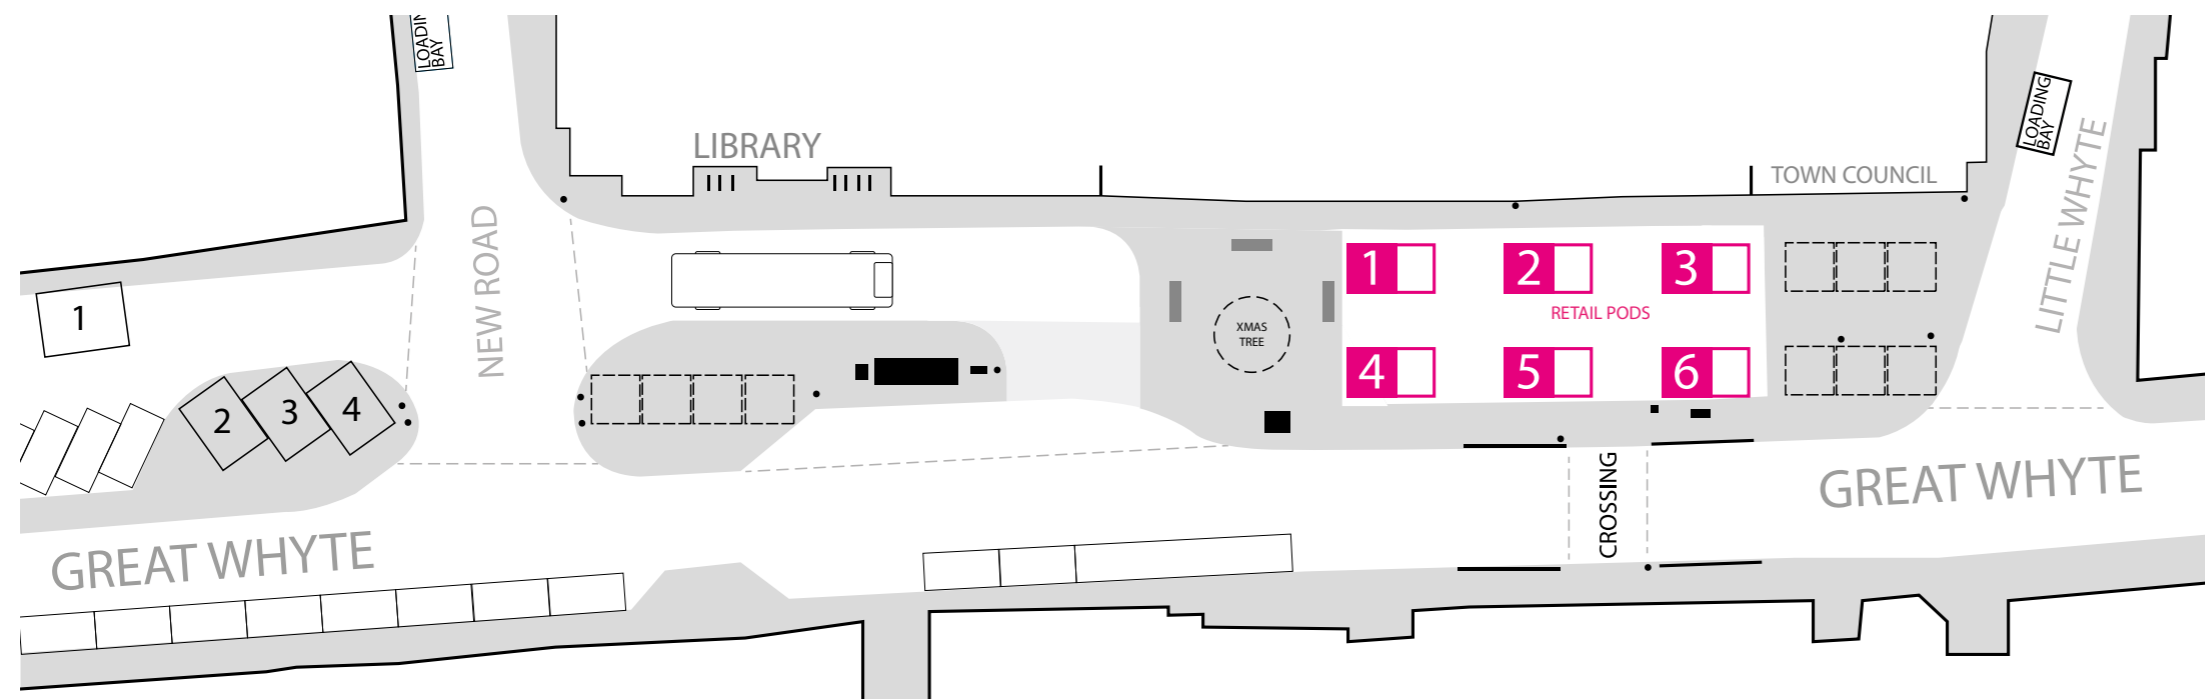 LOADING
BAY
LIBRARY
TOWN COUNCIL
LOADING
BAY
LITTLE WHYTE
NEW ROAD
1
2
3
4
XMAS
TREE
1
2
3
RETAIL PODS
4
5
6
CROSSING
GREAT WHYTE
GREAT WHYTE